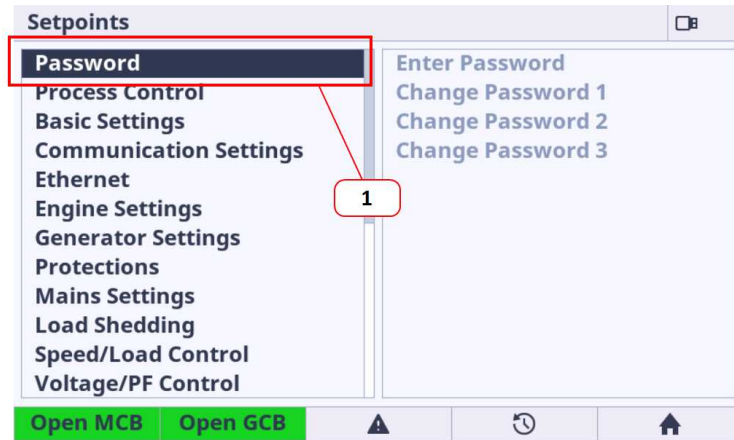 Setpoints
Password
Process Control
Basic Settings
Communication Settings
Ethernet
Engine Settings
Generator Settings
Protections
Mains Settings
Load Shedding
Speed/Load Control
Voltage/PF Control
Enter Password
Change Password 1
Change Password 2
Change Password 3
1
Open MCB Open GCB